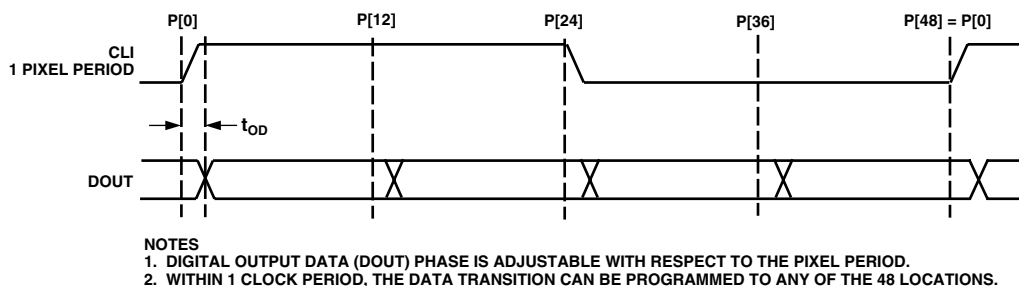 P[0] P[12] P[24] P[36] P[48] = P[0]
CLI
1 PIXEL PERIOD
tOD
DOUT
NOTES
1. DIGITAL OUTPUT DATA (DOUT) PHASE IS ADJUSTABLE WITH RESPECT TO THE PIXEL PERIOD.
2. WITHIN 1 CLOCK PERIOD, THE DATA TRANSITION CAN BE PROGRAMMED TO ANY OF THE 48 LOCATIONS.